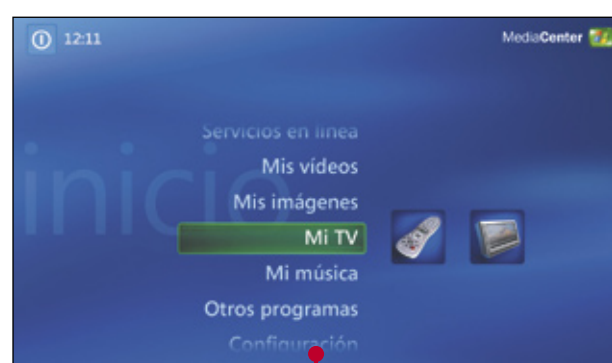 12:11
MediaCenter
inicio
Servicios en línea
Mis vídeos
Mis imágenes
Mi TV
Mi música
Otros programas
Configuración